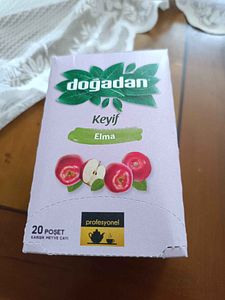 doğadan
Keyif
Elma
20 POŞET
KARIŞIK MEYVE ÇAYI
profesyonel